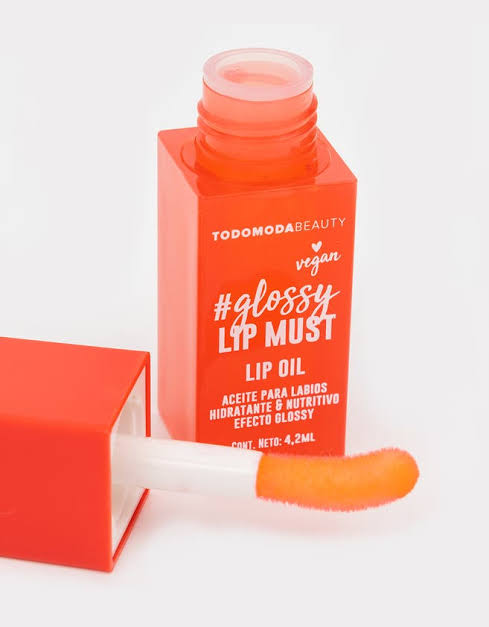 TODOMODABEAUTY
vegan
#glossy
LIP MUST
LIP OIL
ACEITE PARA LABIOS
HIDRATANTE & NUTRITIVO
EFECTO GLOSSY
CONT. NETO: 4,2ML